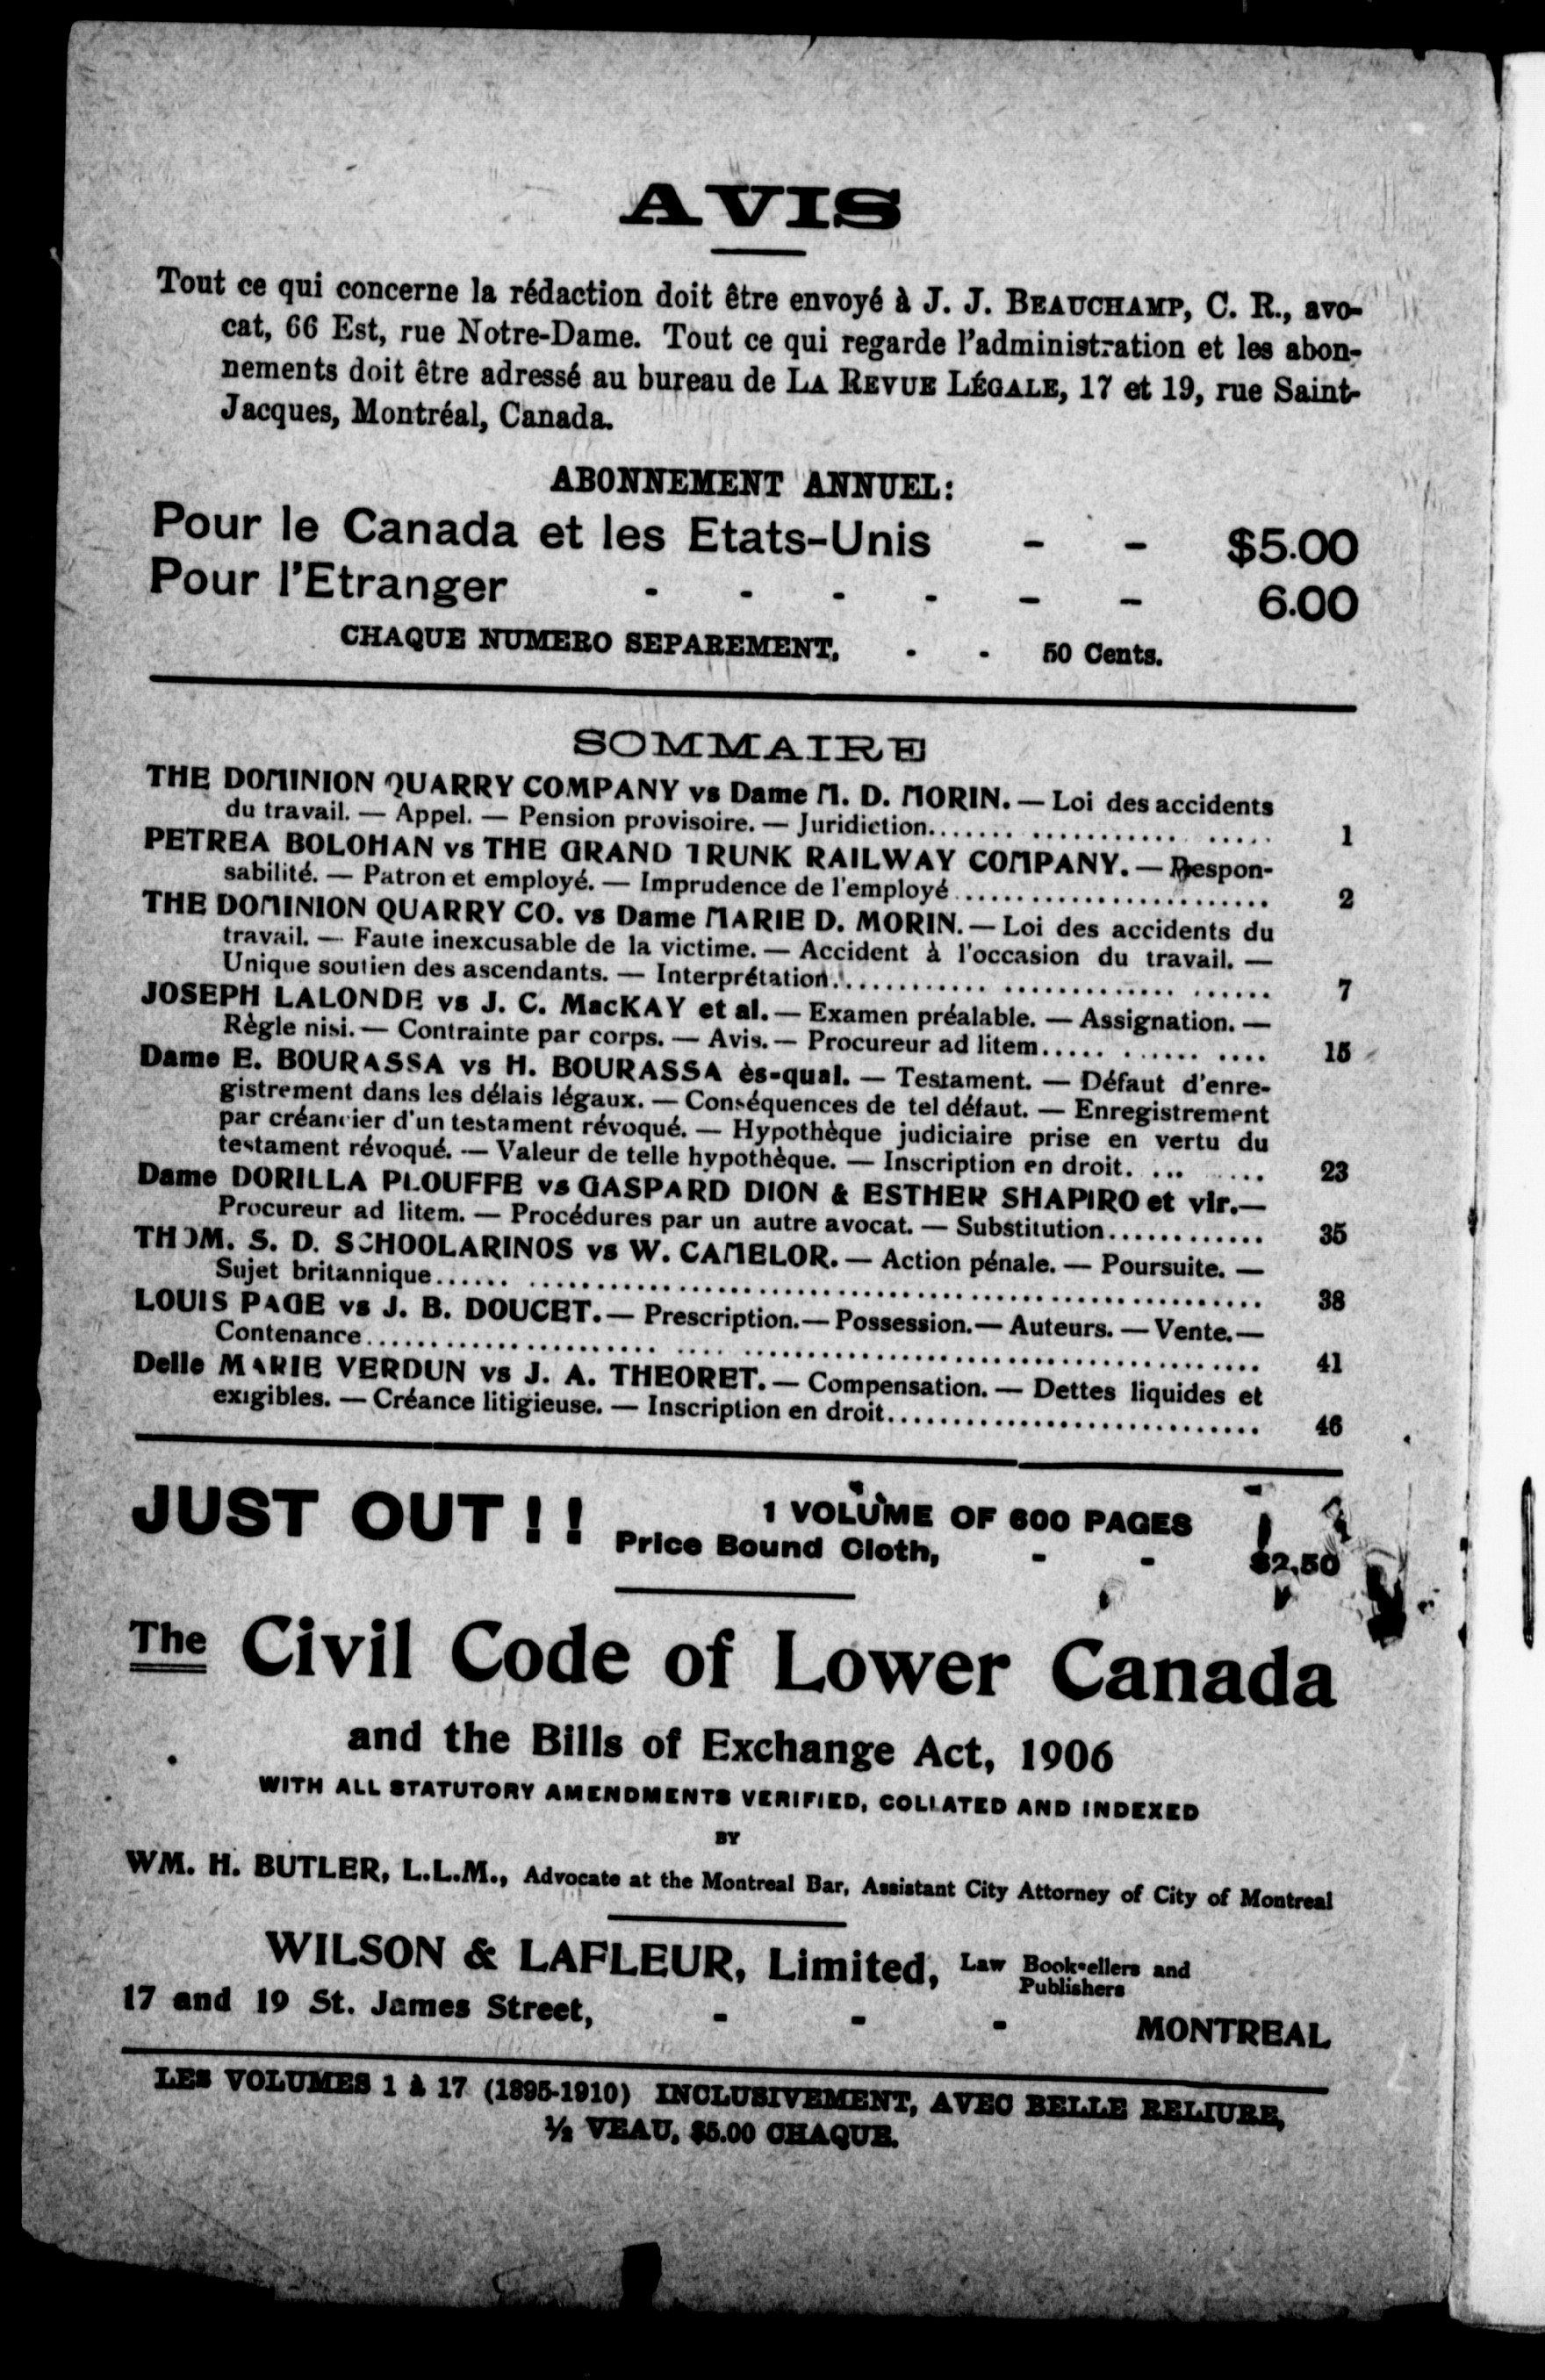 AVIS
Tout ce qui concerne la rédaction doit être envoyé à J. J. BEAUCHAMP, C. R., avo-
cat, 66 Est, rue Notre-Dame. Tout ce qui regarde l'administration et les abon-
nements doit être adressé au bureau de LA REVUE LÉGALE, 17 et 19, rue Saint-
Jacques, Montréal, Canada.
ABONNEMENT ANNUEL:
Pour le Canada et les Etats-Unis - - $5.00
Pour l'Etranger - - - - - - 6.00
CHAQUE NUMERO SEPAREMENT, - - 50 Cents.
SOMMAIRE
THE DOMINION QUARRY COMPANY vs Dame M. D. MORIN. — Loi des accidents
du travail. — Appel. — Pension provisoire. — Juridiction....... ............ ..... 1
PETREA BOLOHAN vs THE GRAND TRUNK RAILWAY COMPANY. — Respon-
sabilité. — Patron et employé. — Imprudence de l'employé ........................ 2
THE DOMINION QUARRY CO. vs Dame MARIE D. MORIN. — Loi des accidents du
travail. — Faute inexcusable de la victime. — Accident à l'occasion du travail. —
Unique soutien des ascendants. — Interprétation............ ............. ...... 7
JOSEPH LALONDE vs J. C. MacKAY et al. — Examen préalable. — Assignation. —
Règle nisi. — Contrainte par corps. — Avis. — Procureur ad litem..... ...... .... 15
Dame E. BOURASSA vs H. BOURASSA ès-qual. — Testament. — Défaut d'enre-
gistrement dans les délais légaux. — Conséquences de tel défaut. — Enregistrement
par créancier d'un testament révoqué. — Hypothèque judiciaire prise en vertu du
testament révoqué. — Valeur de telle hypothèque. — Inscription en droit. ... .... 23
Dame DORILLA PLOUFFE vs GASPARD DION & ESTHER SHAPIRO et vir.—
Procureur ad litem. — Procédures par un autre avocat. — Substitution............ 35
THOM. S. D. SCHOOLARINOS vs W. CAMELOR. — Action pénale. — Poursuite. —
Sujet britannique...... ......................................................... 38
LOUIS PAGE vs J. B. DOUCET. — Prescription.— Possession.— Auteurs. — Vente.—
Contenance....................... .... ........................................ 41
Delle MARIE VERDUN vs J. A. THEORET. — Compensation. — Dettes liquides et
exigibles. — Créance litigieuse. — Inscription en droit............................. 46
JUST OUT ! ! 1 VOLUME OF 600 PAGES
Price Bound Cloth, - - $2,50
The Civil Code of Lower Canada
and the Bills of Exchange Act, 1906
WITH ALL STATUTORY AMENDMENTS VERIFIED, COLLATED AND INDEXED
BY
WM. H. BUTLER, L.L.M., Advocate at the Montreal Bar, Assistant City Attorney of City of Montreal
WILSON & LAFLEUR, Limited, Law Booksellers and
Publishers
17 and 19 St. James Street, - - - MONTREAL
LES VOLUMES 1 À 17 (1895-1910) INCLUSIVEMENT, AVEC BELLE RELIURE,
½ VEAU, $5.00 CHAQUE.